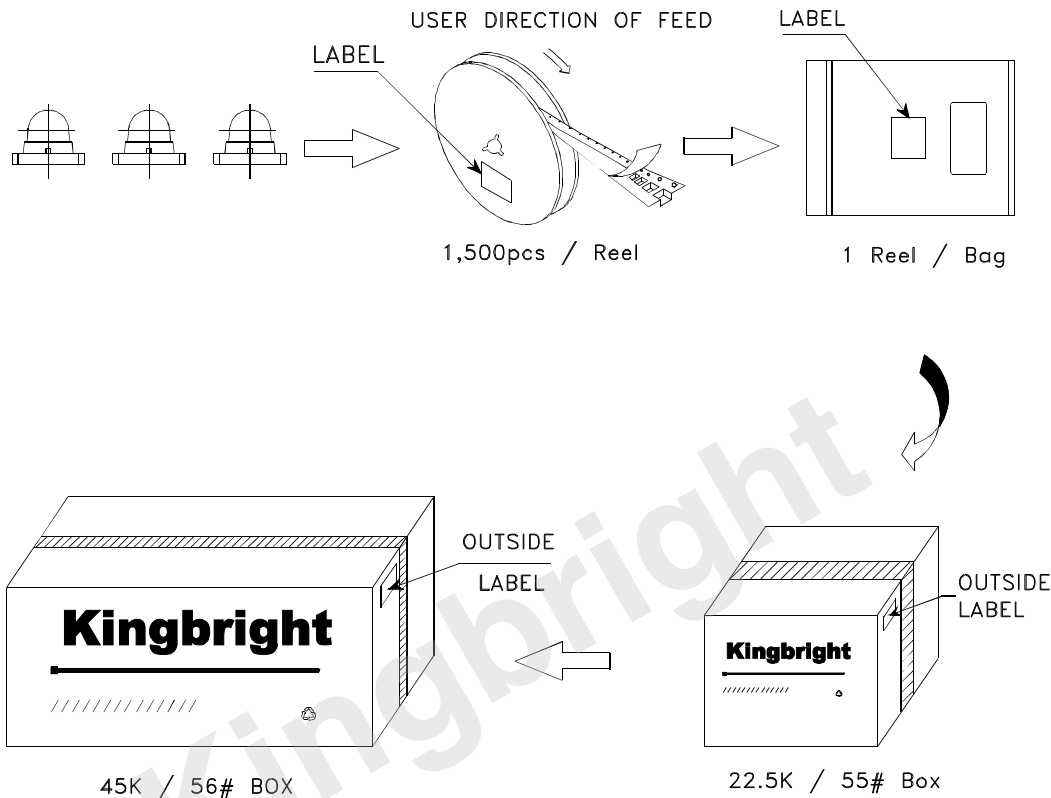 USER DIRECTION OF FEED
LABEL
LABEL
1,500pcs / Reel
1 Reel / Bag
OUTSIDE
LABEL
OUTSIDE
LABEL
Kingbright
Kingbright
45K / 56# BOX
22.5K / 55# Box
Kingbright